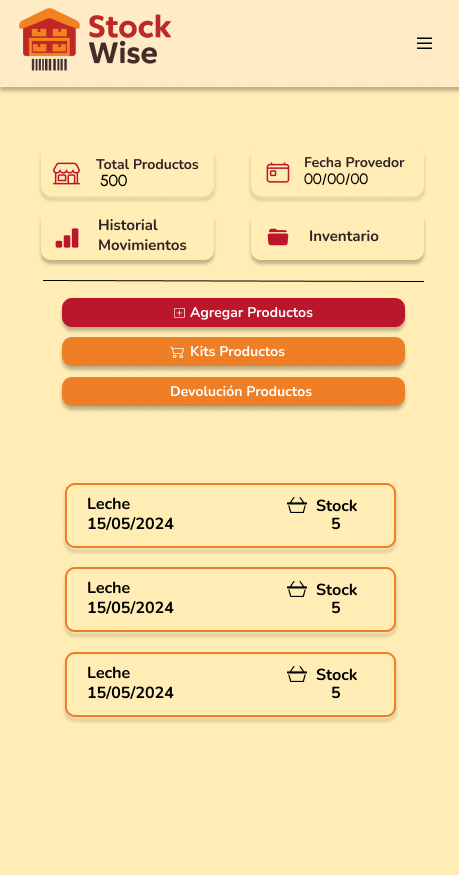 Stock
Wise
Total Productos
500
Fecha Provedor
00/00/00
Historial
Movimientos
Inventario
Agregar Productos
Kits Productos
Devolución Productos
Leche
15/05/2024
Stock
5
Leche
15/05/2024
Stock
5
Leche
15/05/2024
Stock
5